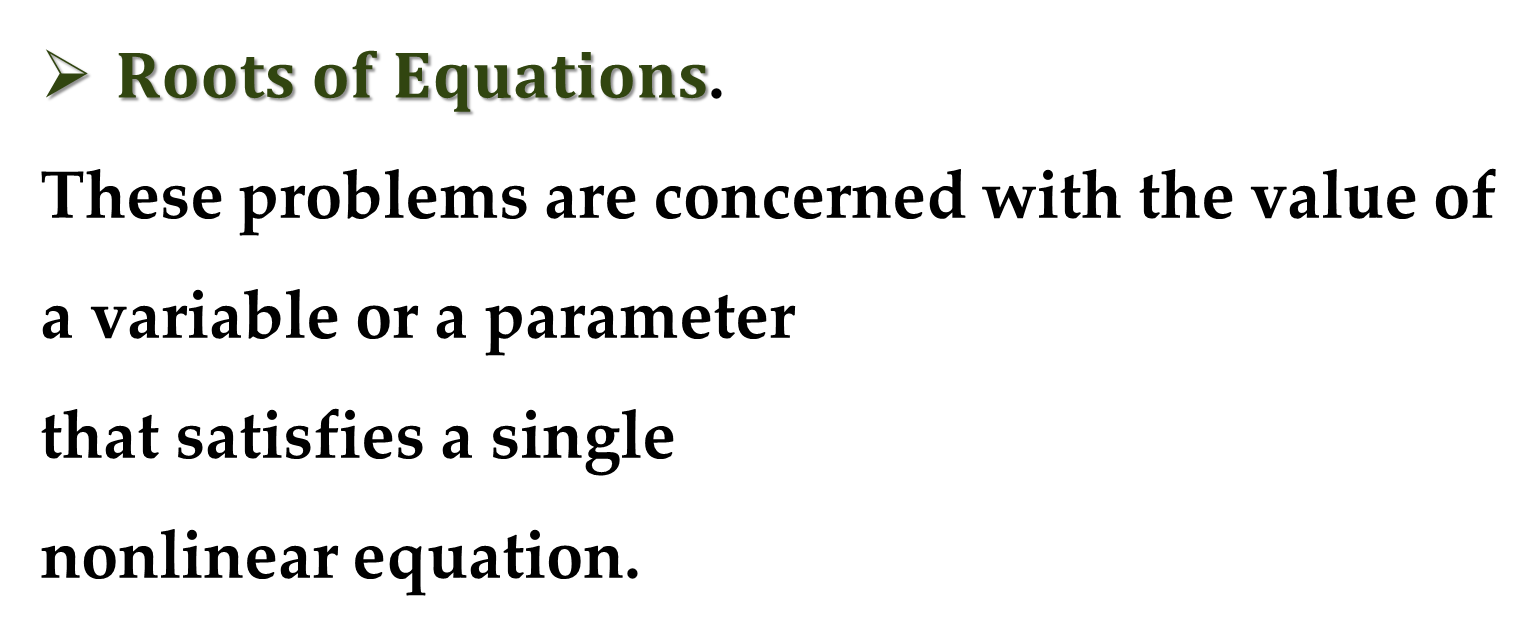 ➢ Roots of Equations.
These problems are concerned with the value of
a variable or a parameter
that satisfies a single
nonlinear equation.